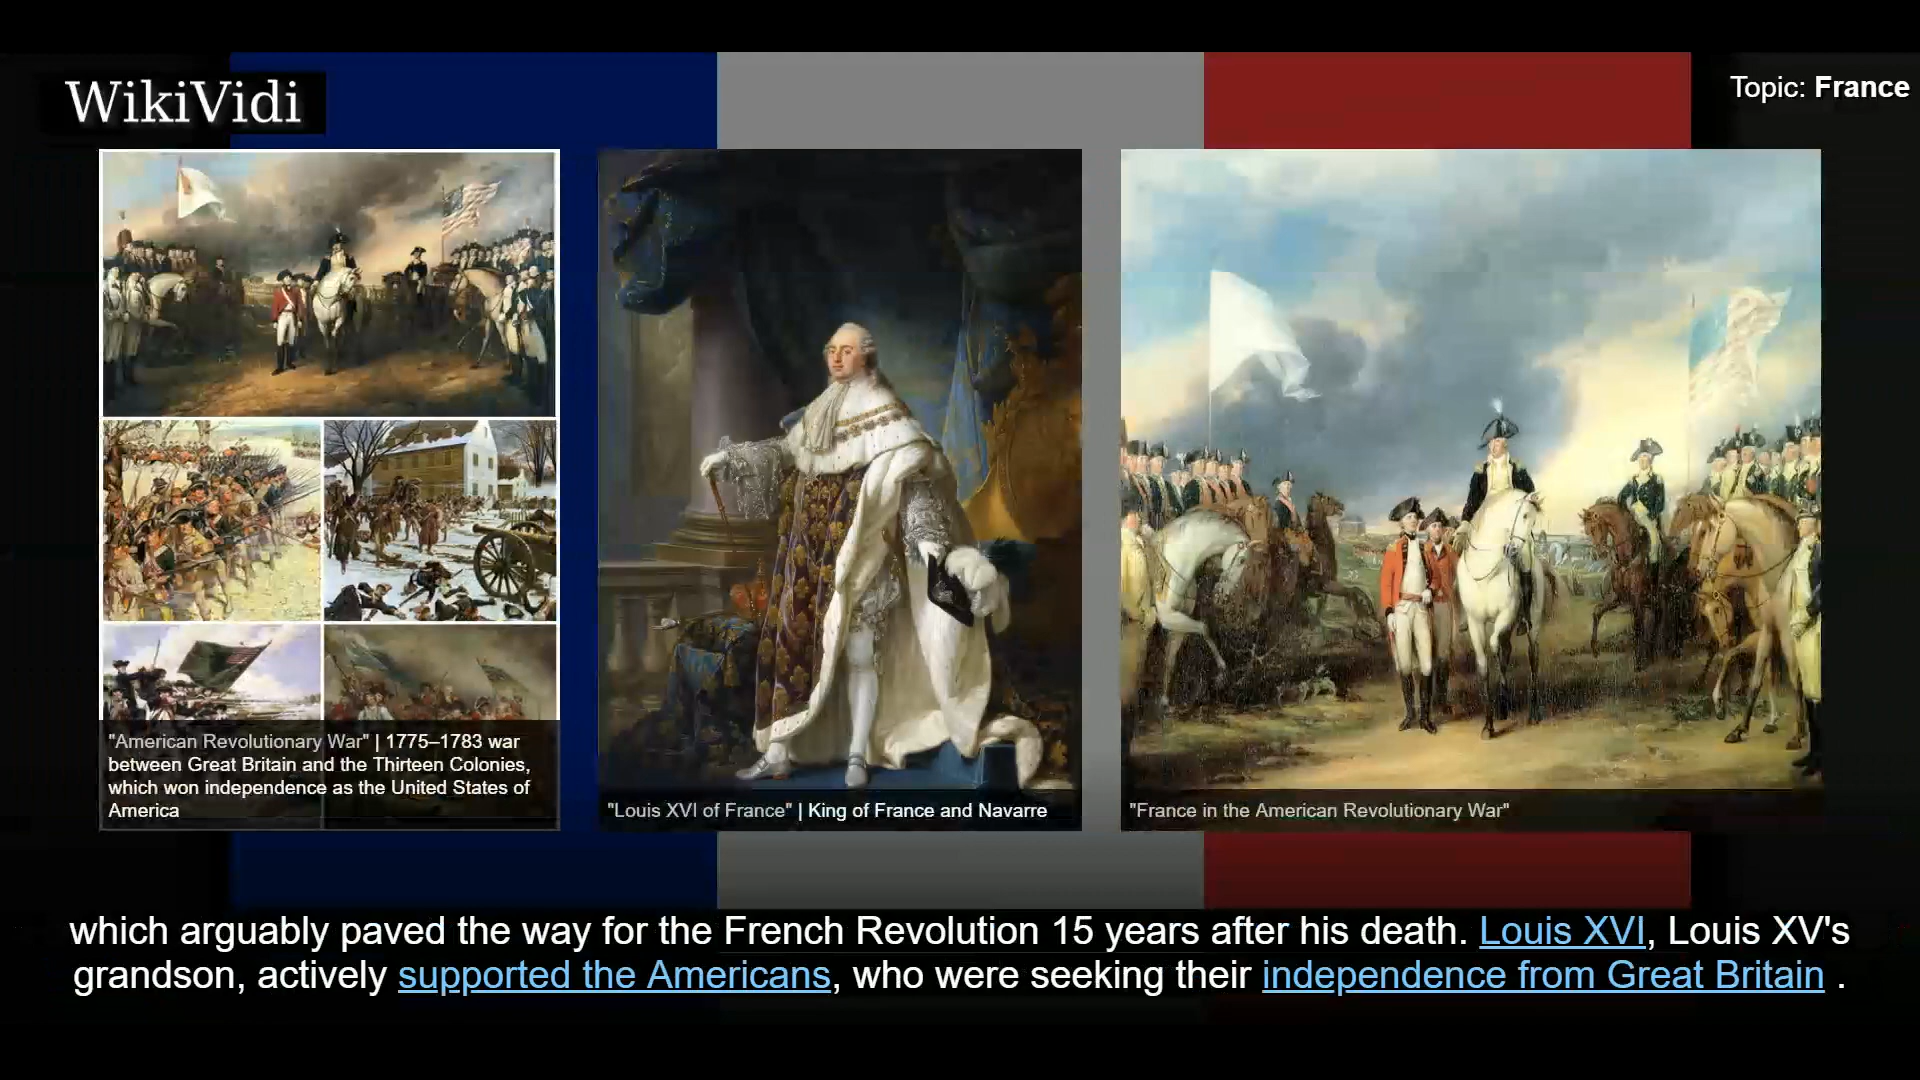 WikiVidi
Topic: France
"American Revolutionary War" | 1775–1783 war
between Great Britain and the Thirteen Colonies,
which won independence as the United States of
America
"Louis XVI of France" | King of France and Navarre
"France in the American Revolutionary War"
which arguably paved the way for the French Revolution 15 years after his death. Louis XVI, Louis XV's
grandson, actively supported the Americans, who were seeking their independence from Great Britain .